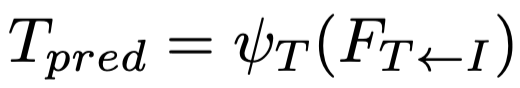 T_{pred} = \psi_T(F_{T \leftarrow I})